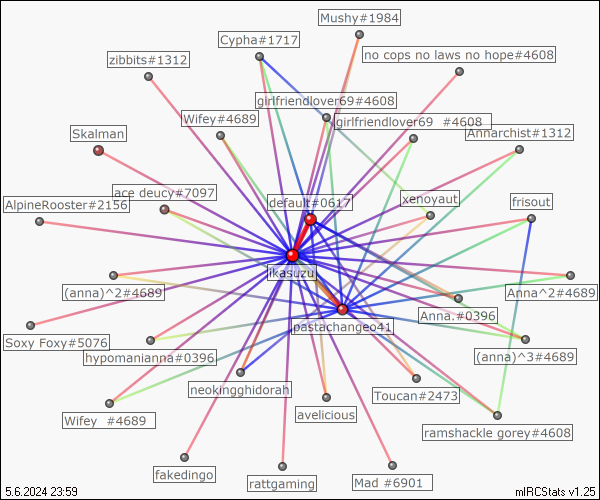 Mushy#1984
Cypha#1717
no cops no laws no hope#4608
zibbits#1312
girlfriendlover69#4608
Wifey#4689
girlfriendlover69 #4608
Annarchist#1312
Skalman
ace deucy#7097
xenoyaut
AlpineRooster#2156
default#0617
frisout
ikasuzu
(anna)^2#4689
Anna^2#4689
Anna.#0396
pastachangeo41
Soxy Foxy#5076
hypomanianna#0396
(anna)^3#4689
neokingghidorah
Toucan#2473
avelicious
Wifey #4689
ramshackle gorey#4608
fakedingo
rattgaming
Mad #6901
5.6.2024 23:59
mIRCStats v1.25